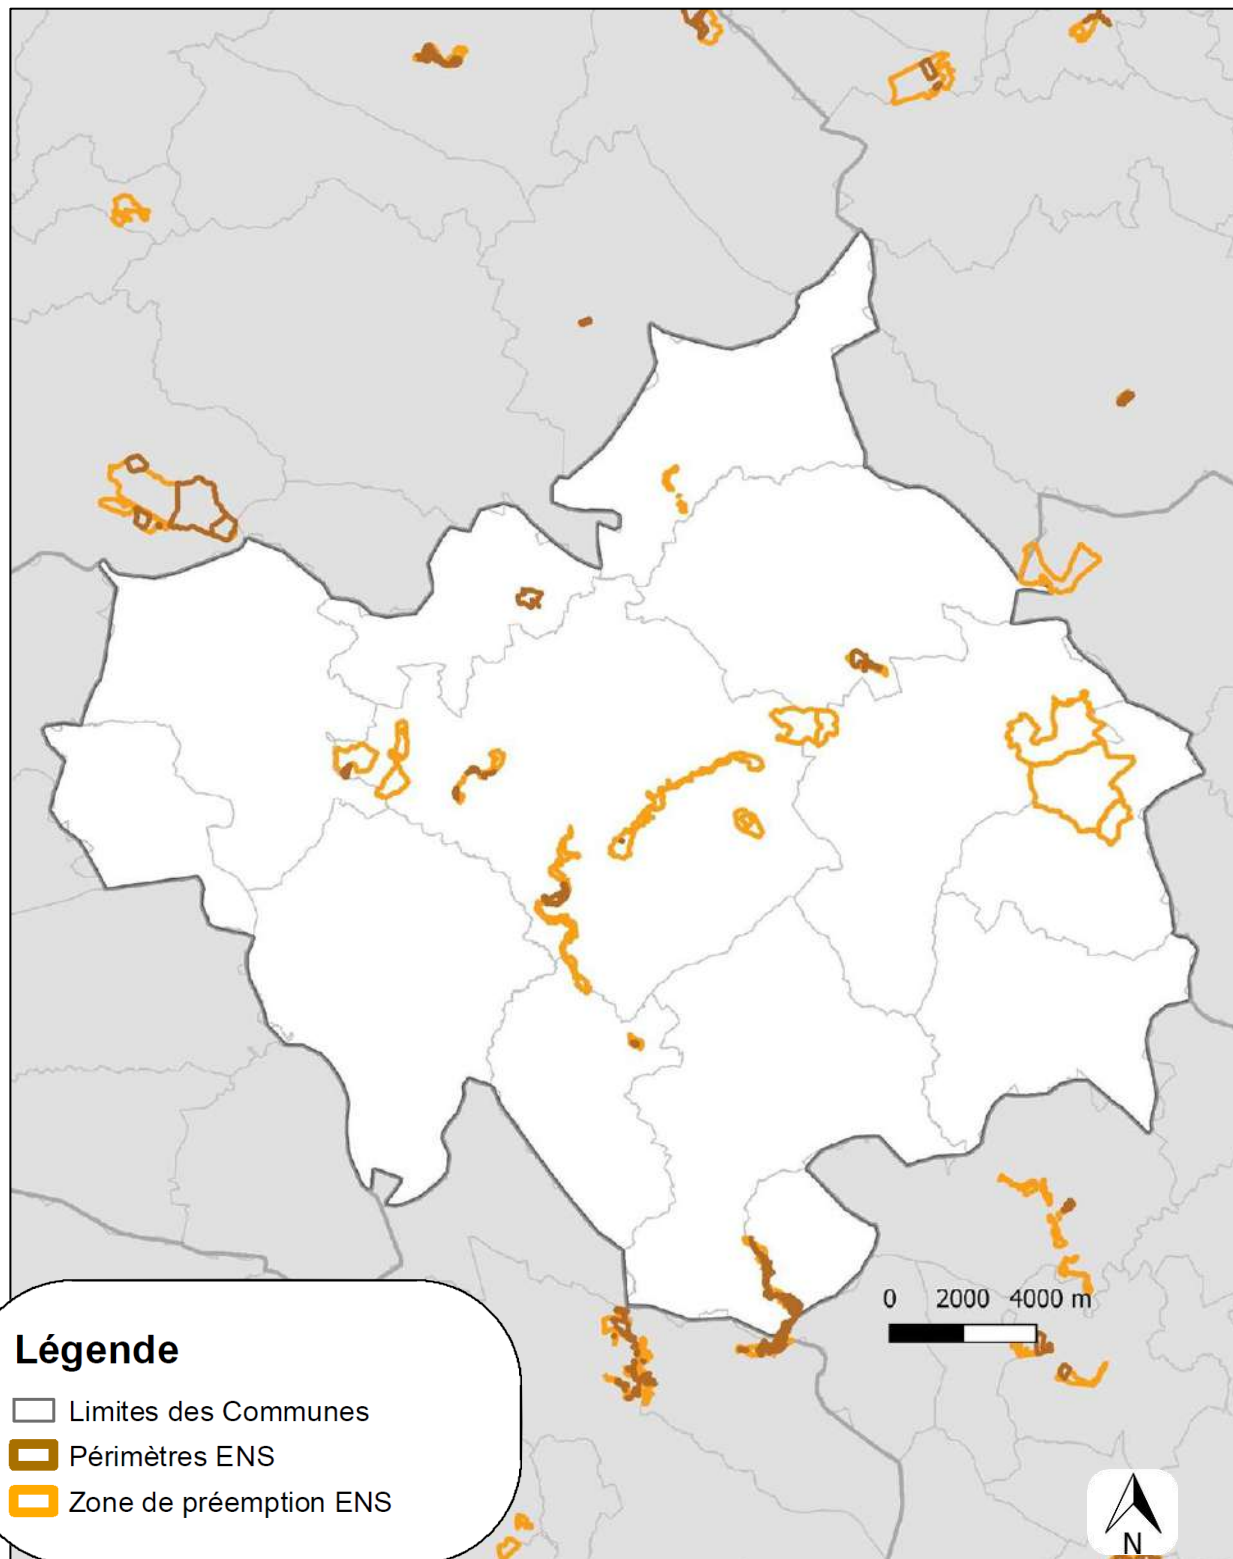 0 2000 4000 m
Légende
Limites des Communes
Périmètres ENS
Zone de préemption ENS
N